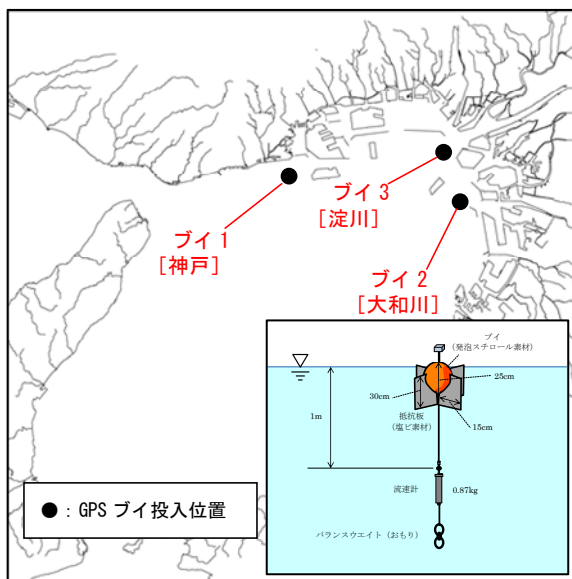 ブイ 1
[神戸]
ブイ 3
[淀川]
ブイ 2
[大和川]
ブイ
(発泡スチロール素材)
25cm
30cm
抵抗板
(塩ビ素材)
15cm
1m
流速計
0.87kg
バランスウエイト (おもり)
●:GPS ブイ投入位置